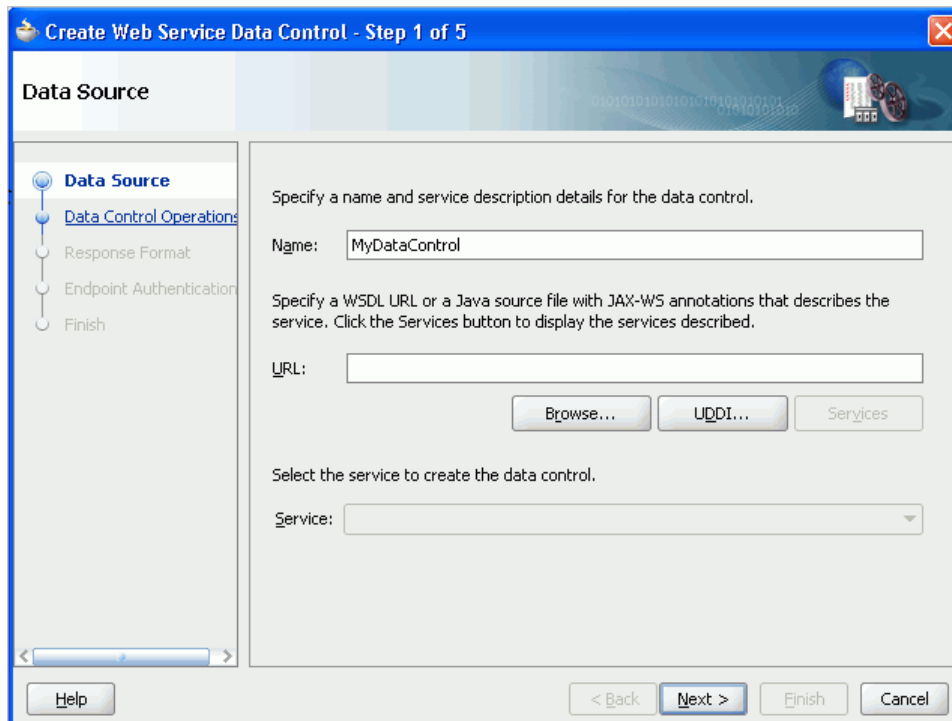 Create Web Service Data Control - Step 1 of 5
Data Source
Data Source
Data Control Operations
Response Format
Endpoint Authentication
Finish
Specify a name and service description details for the data control.
Name: MyDataControl
Specify a WSDL URL or a Java source file with JAX-WS annotations that describes the
service. Click the Services button to display the services described.
URL:
Browse... UDDI... Services
Select the service to create the data control.
Service:
Help < Back Next > Finish Cancel